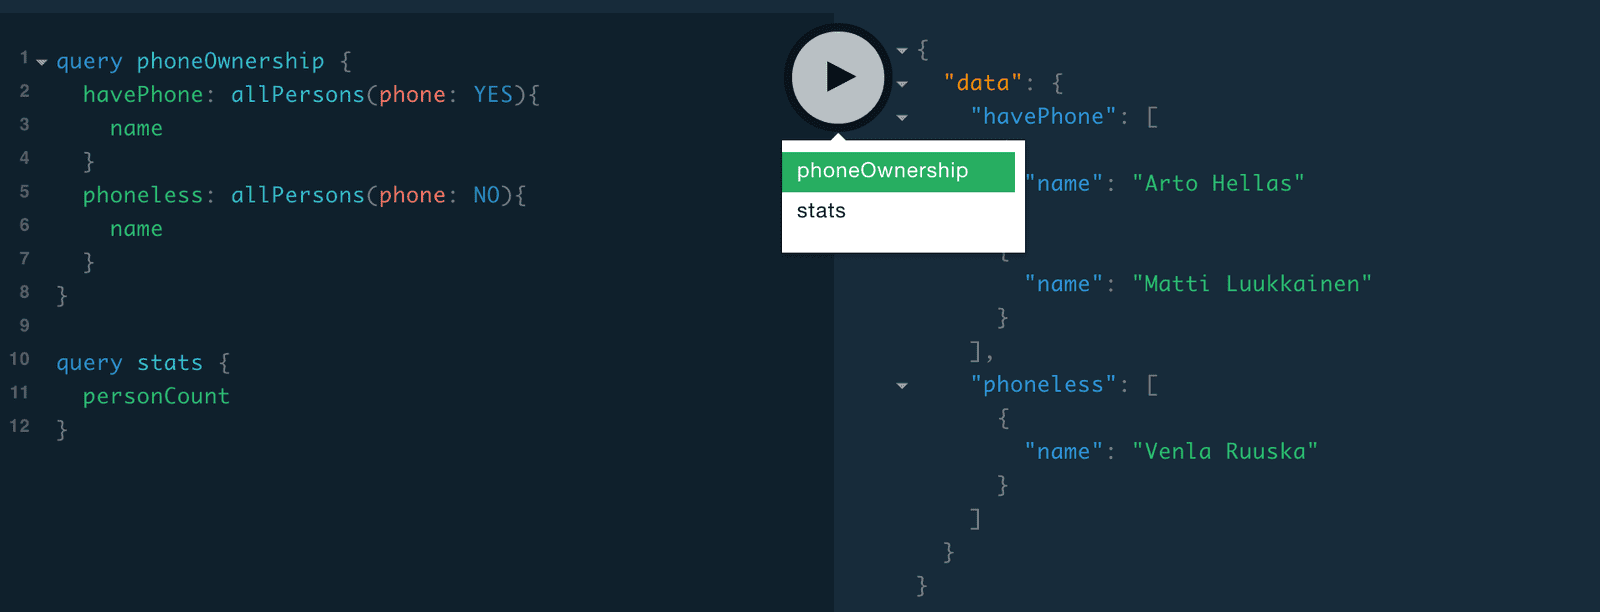 1 query phoneOwnership {
2 havePhone: allPersons(phone: YES){
3 name
4 }
5 phoneless: allPersons(phone: NO){
6 name
7 }
8 }
9
10 query stats {
11 personCount
12 }
phoneOwnership
stats
{
"data": {
"havePhone": [
"name": "Arto Hellas"
{
"name": "Matti Luukkainen"
}
],
"phoneless": [
{
"name": "Venla Ruuska"
}
]
}
}